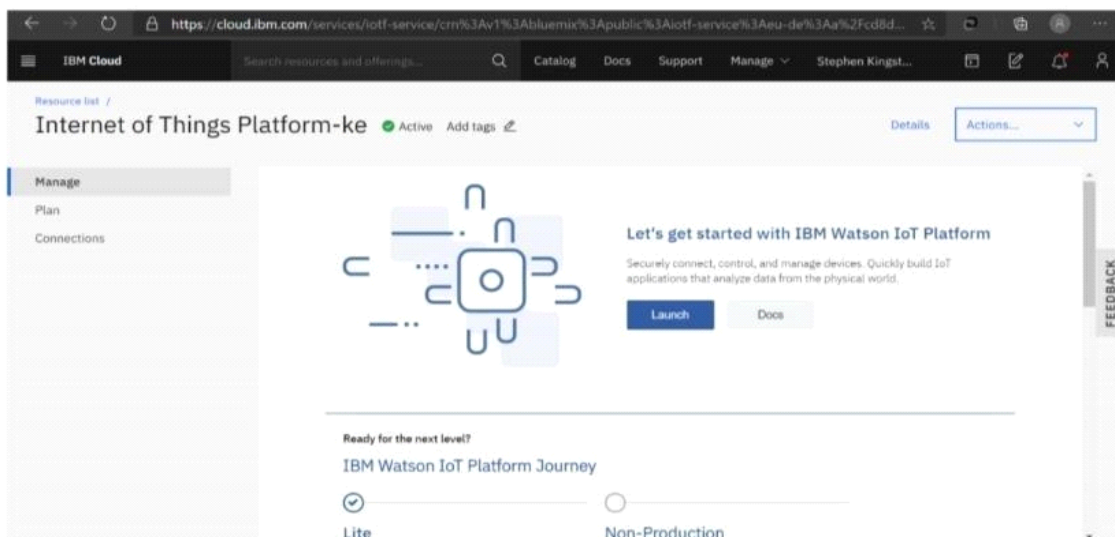 https://cloud.ibm.com/services/iotf-service/crn%3Av1%3Abluemix%3Apublic%3Aiotf-service%3Aeu-de%3Aa%2Fcd8d...
IBM Cloud Search resources and offerings... Catalog Docs Support Manage Stephen Kingst...
Resource list /
Internet of Things Platform-ke Active Add tags Details Actions...
Manage
Plan
Connections
Let's get started with IBM Watson IoT Platform
Securely connect, control, and manage devices. Quickly build IoT
applications that analyze data from the physical world.
Launch Docs
FEEDBACK
Ready for the next level?
IBM Watson IoT Platform Journey
Lite Non-Production